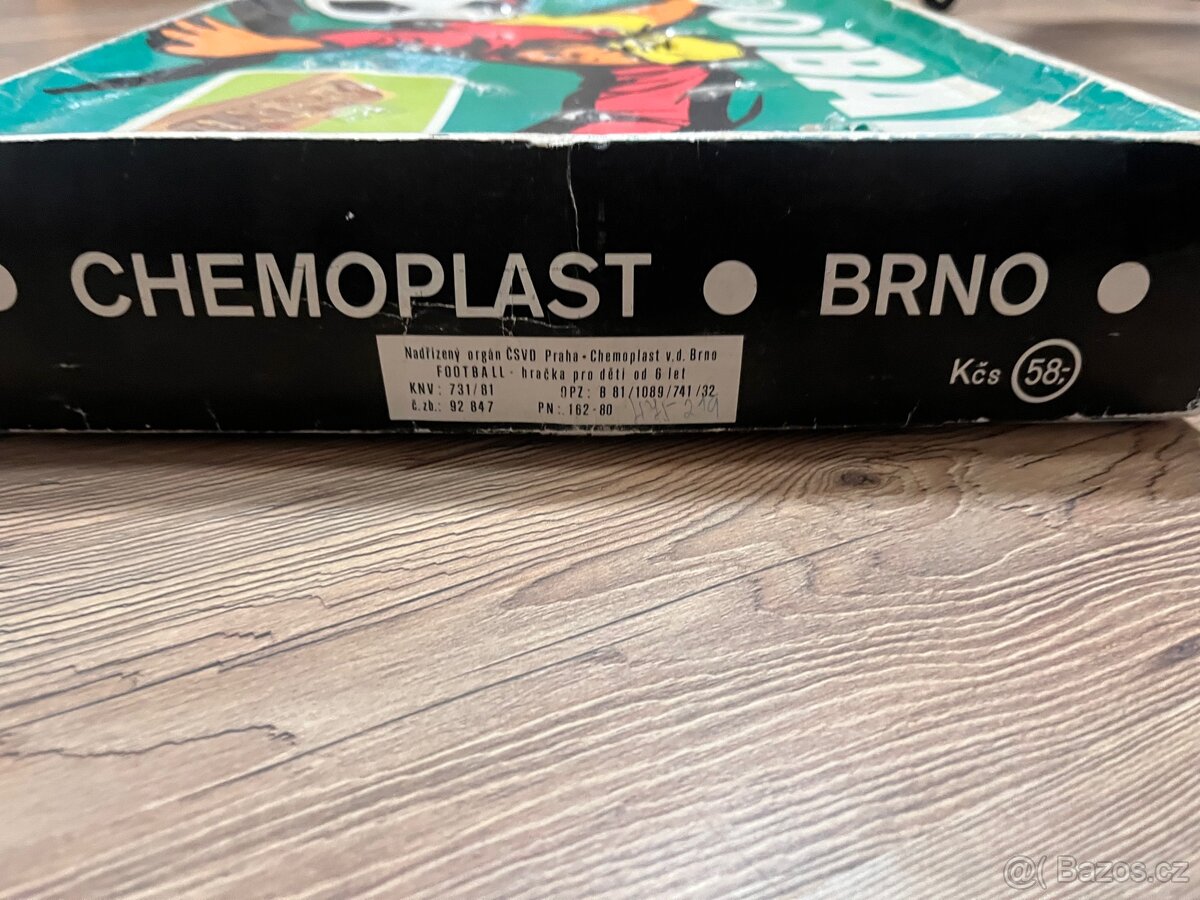 OTBA
● CHEMOPLAST ● BRNO ●
Kčs 58,-
Nadřízený orgán ČSVD Praha - Chemoplast v.d. Brno
FOOTBALL - hračka pro děti od 6 let
KNV : 731/81 OPZ : B 81/1089/741/32
č.zb.: 92 847 PN :. 162-80
Bazos.cz